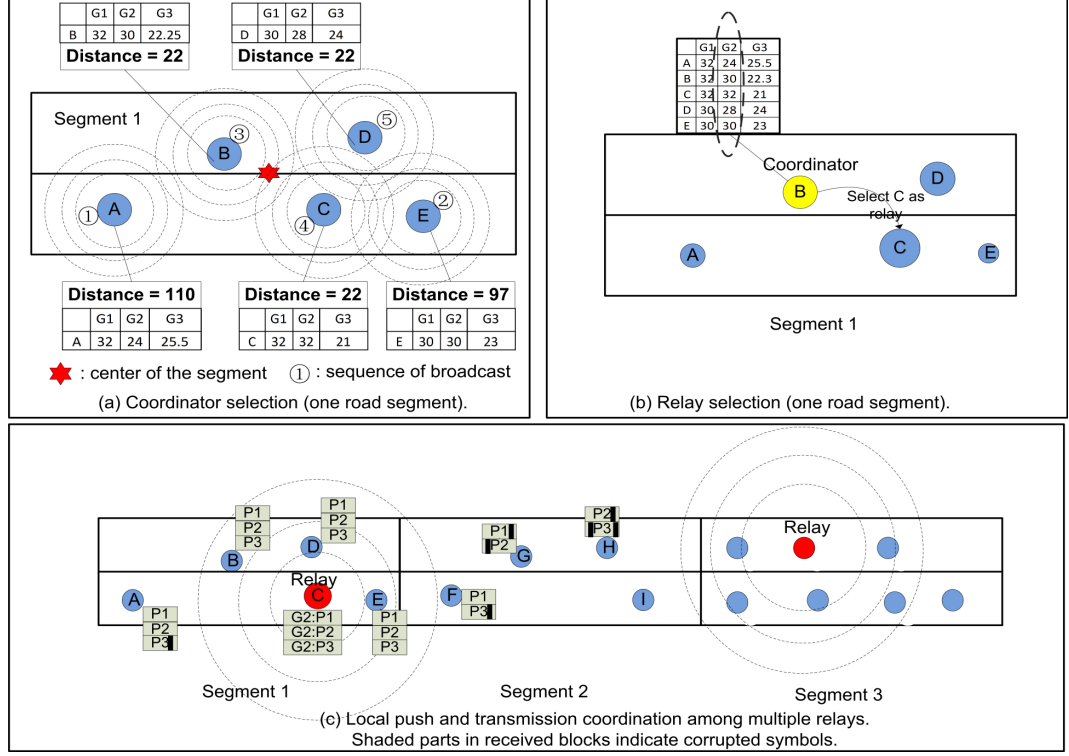 G1 G2 G3
B 32 30 22.25
Distance = 22
G1 G2 G3
D 30 28 24
Distance = 22
Segment 1
B
③
D
⑤
A
①
C
④
E
②
Distance = 110
G1 G2 G3
A 32 24 25.5
Distance = 22
G1 G2 G3
C 32 32 21
Distance = 97
G1 G2 G3
E 30 30 23
: center of the segment
① : sequence of broadcast
(a) Coordinator selection (one road segment).
G1 G2 G3
A 32 24 25.5
B 32 30 22.3
C 32 32 21
D 30 28 24
E 30 30 23
Coordinator
B
D
Select C as
relay
A
C
E
Segment 1
(b) Relay selection (one road segment).
P1
P2
P3
P1
P2
P3
B
D
Relay
A
C
E
P1
P2
P3
G2:P1
G2:P2
G2:P3
P1
P2
P3
P1
P2
G
P2
P3
H
F
P1
P3
I
Relay
Segment 1
Segment 2
Segment 3
(c) Local push and transmission coordination among multiple relays.
Shaded parts in received blocks indicate corrupted symbols.